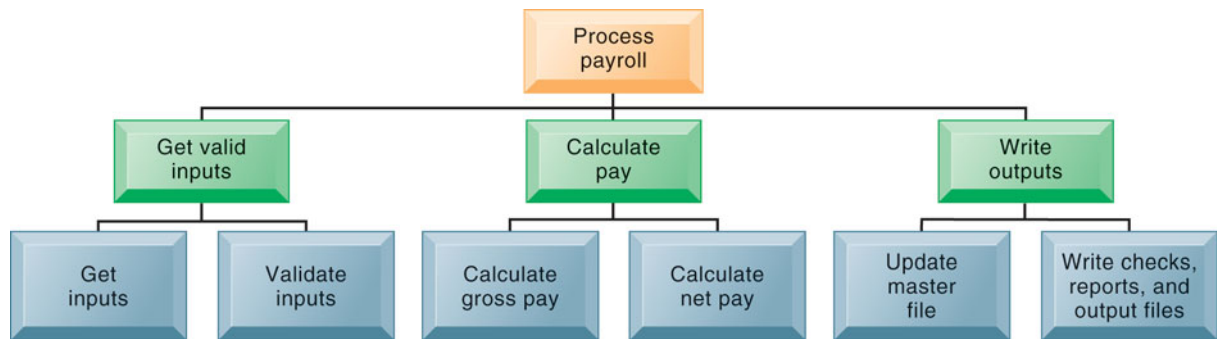 Process
payroll
Get valid
inputs
Calculate
pay
Write
outputs
Get
inputs
Validate
inputs
Calculate
gross pay
Calculate
net pay
Update
master
file
Write checks,
reports, and
output files